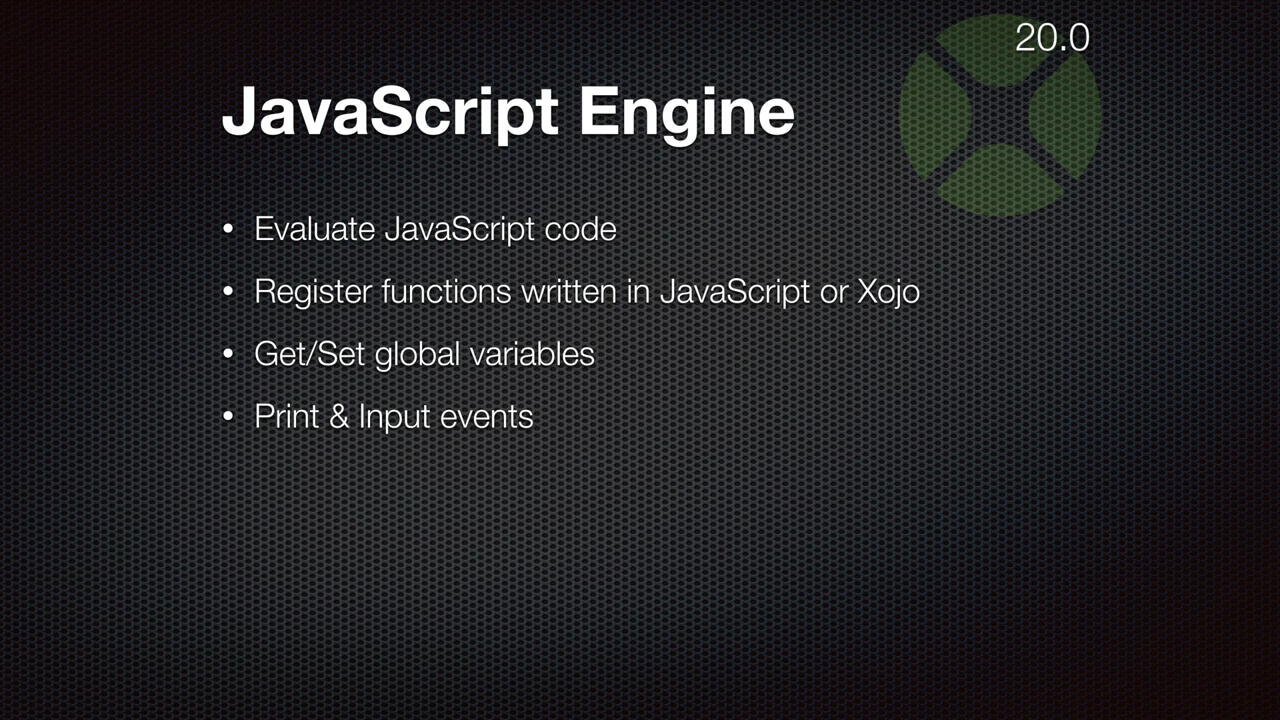 20.0
JavaScript Engine
• Evaluate JavaScript code
• Register functions written in JavaScript or Xojo
• Get/Set global variables
• Print & Input events